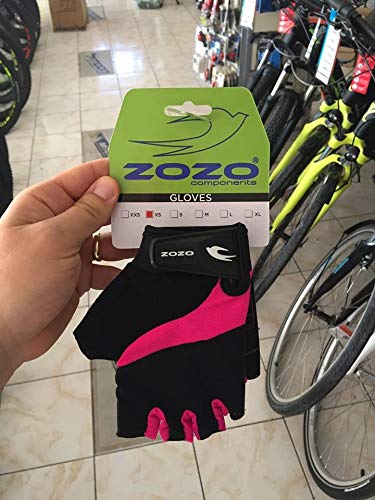 ZOZO®
components
GLOVES
XXS XS S M L XL
ZOZO